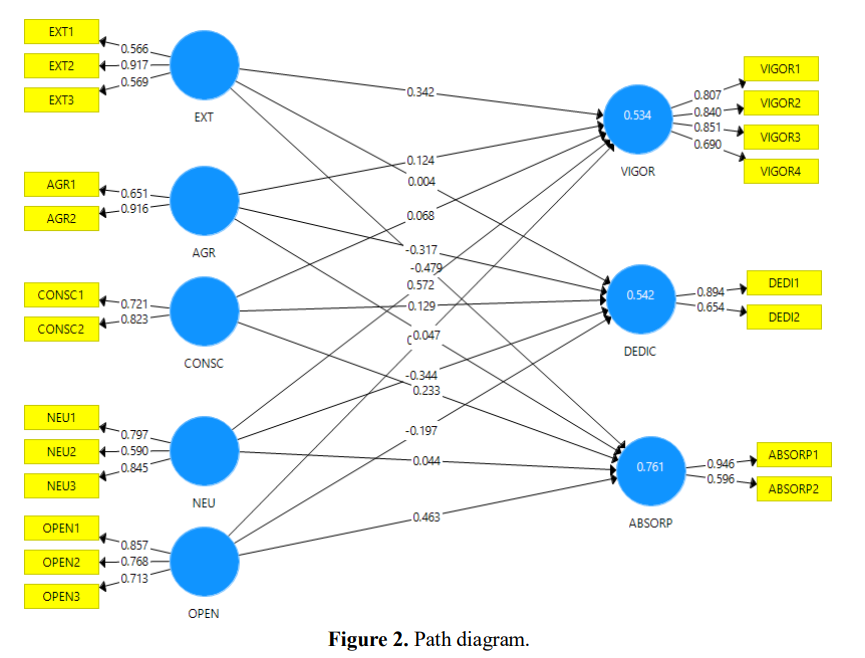 EXT1
EXT2
EXT3
0.566
0.917
0.569
EXT
AGR1
AGR2
0.651
0.916
AGR
CONSC1
CONSC2
0.721
0.823
CONSC
NEU1
NEU2
NEU3
0.797
0.590
0.845
NEU
OPEN1
OPEN2
OPEN3
0.857
0.768
0.713
OPEN
0.342
0.124
0.004
0.068
-0.317
-0.479
0.572
0.129
0.047
-0.344
0.233
-0.197
0.044
0.463
0.534
VIGOR
0.807
0.840
0.851
0.690
VIGOR1
VIGOR2
VIGOR3
VIGOR4
0.542
DEDIC
0.894
0.654
DEDI1
DEDI2
0.761
ABSORP
0.946
0.596
ABSORP1
ABSORP2
Figure 2. Path diagram.